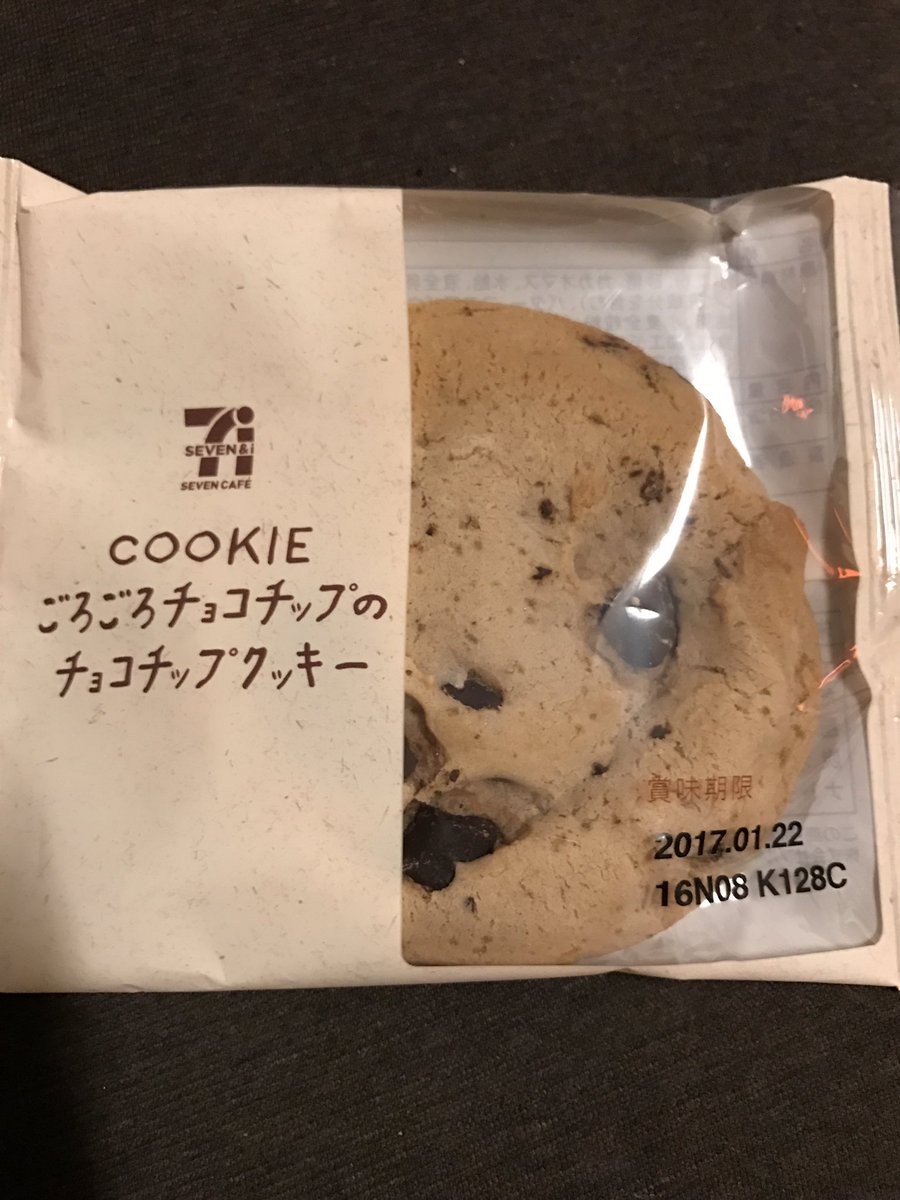 7i
SEVEN&i
SEVEN CAFÉ
COOKIE
ごろごろチョコチップの
チョコチップクッキー
賞味期限
2017.01.22
16N08 K128C